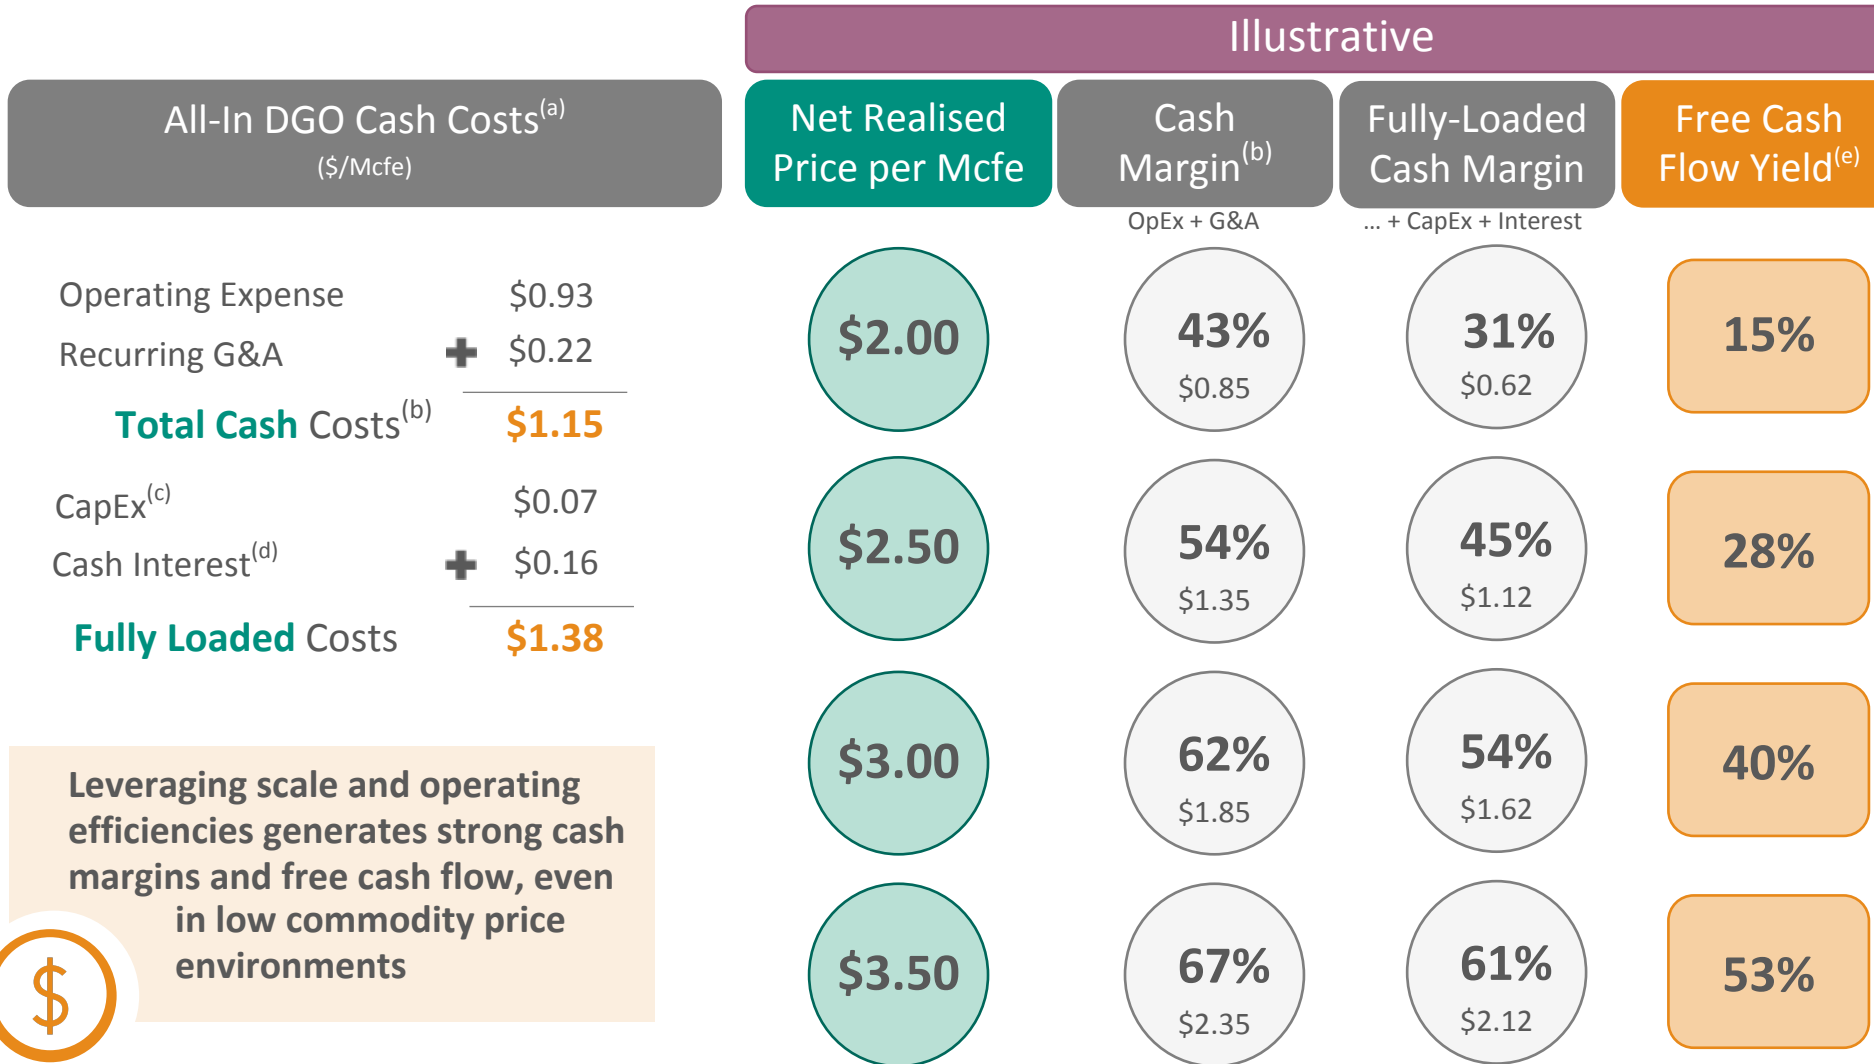 Illustrative
All-In DGO Cash Costs(a)
($/Mcfe)
Net Realised
Price per Mcfe
Cash
Margin(b)
Fully-Loaded
Cash Margin
Free Cash
Flow Yield(e)
OpEx + G&A
... + CapEx + Interest
Operating Expense $0.93
Recurring G&A + $0.22
Total Cash Costs(b) $1.15
CapEx(c) $0.07
Cash Interest(d) + $0.16
Fully Loaded Costs $1.38
Leveraging scale and operating
efficiencies generates strong cash
margins and free cash flow, even
in low commodity price
environments
$
$2.00
43%
$0.85
31%
$0.62
15%
$2.50
54%
$1.35
45%
$1.12
28%
$3.00
62%
$1.85
54%
$1.62
40%
$3.50
67%
$2.35
61%
$2.12
53%